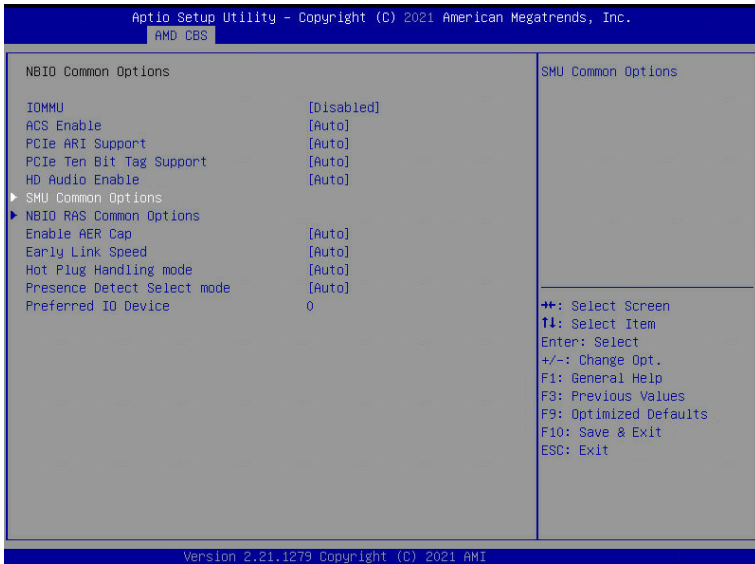 Aptio Setup Utility – Copyright (C) 2021 American Megatrends, Inc.
AMD CBS
NBIO Common Options
IOMMU [Disabled]
ACS Enable [Auto]
PCIe ARI Support [Auto]
PCIe Ten Bit Tag Support [Auto]
HD Audio Enable [Auto]
SMU Common Options
NBIO RAS Common Options
Enable AER Cap [Auto]
Early Link Speed [Auto]
Hot Plug Handling mode [Auto]
Presence Detect Select mode [Auto]
Preferred IO Device 0
SMU Common Options
→←: Select Screen
↑↓: Select Item
Enter: Select
+/-: Change Opt.
F1: General Help
F3: Previous Values
F9: Optimized Defaults
F10: Save & Exit
ESC: Exit
Version 2.21.1279 Copyright (C) 2021 AMI